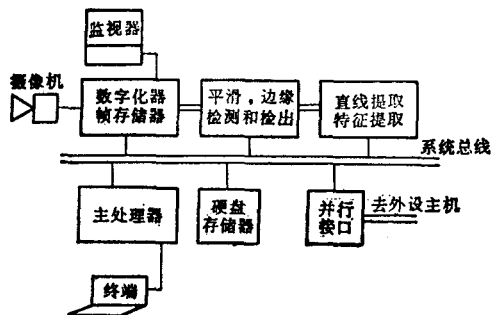 监视器
摄像机
数字化器
帧存储器
平滑，边缘
检测和检出
直线提取
特征提取
系统总线
主处理器
硬盘
存储器
并行
接口
去外设主机
终端